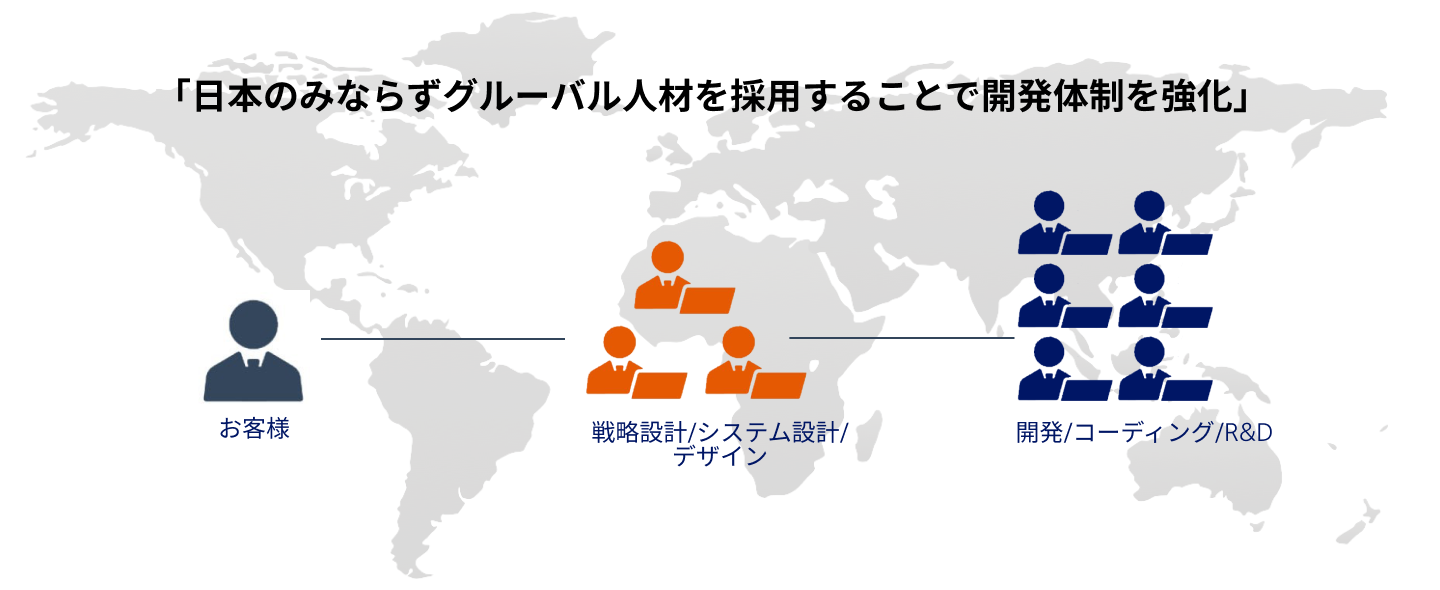 「日本のみならずグルーバル人材を採用することで開発体制を強化」
お客様
戦略設計/システム設計/
デザイン
開発/コーディング/R&D